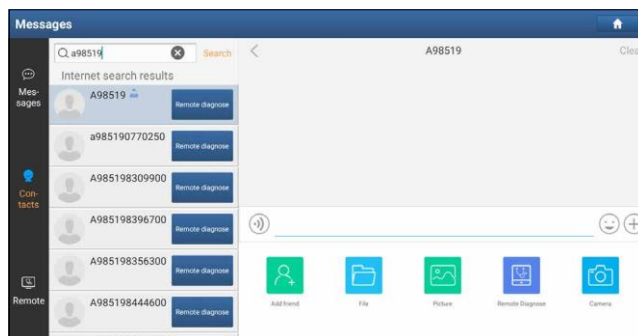 Messages
a98519
Search
A98519
Clea
Internet search results
Mes-
sages
A98519
Remote diagnose
a985190770250
Remote diagnose
Con-
tacts
A985198309900
Remote diagnose
A985198396700
Remote diagnose
A985198356300
Remote diagnose
Remote
A985198444600
Remote diagnose
Add friend
File
Picture
Remote Diagnose
Camera